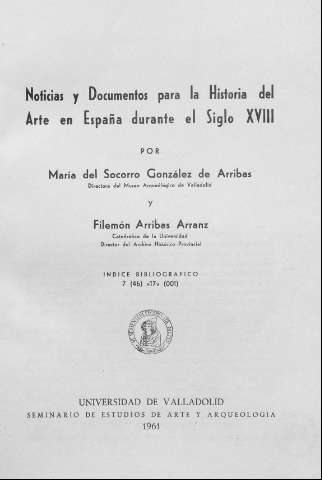 Noticias y Documentos para la Historia del
Arte en España durante el Siglo XVIII
POR
María del Socorro González de Arribas
Directora del Museo Arqueológico de Valladolid
y
Filemón Arribas Arranz
Catedrático de la Universidad
Director del Archivo Histórico Provincial
INDICE BIBLIOGRAFICO
7 (46) «17» (001)
UNIVERSIDAD DE VALLADOLID
SEMINARIO DE ESTUDIOS DE ARTE Y ARQUEOLOGIA
1961